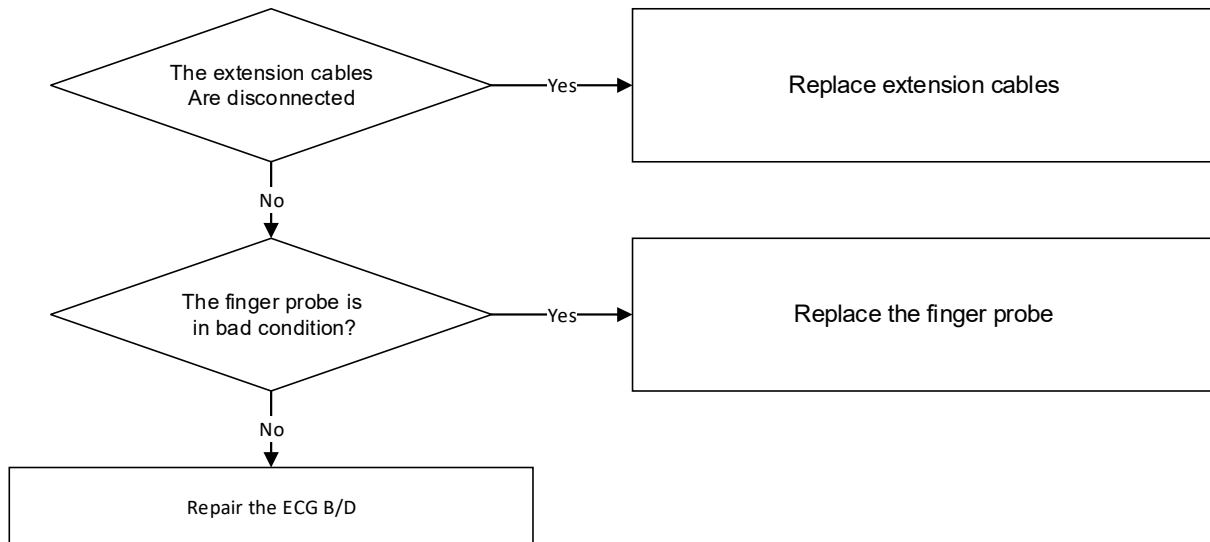 The extension cables
Are disconnected
Yes
Replace extension cables
No
The finger probe is
in bad condition?
Yes
Replace the finger probe
No
Repair the ECG B/D